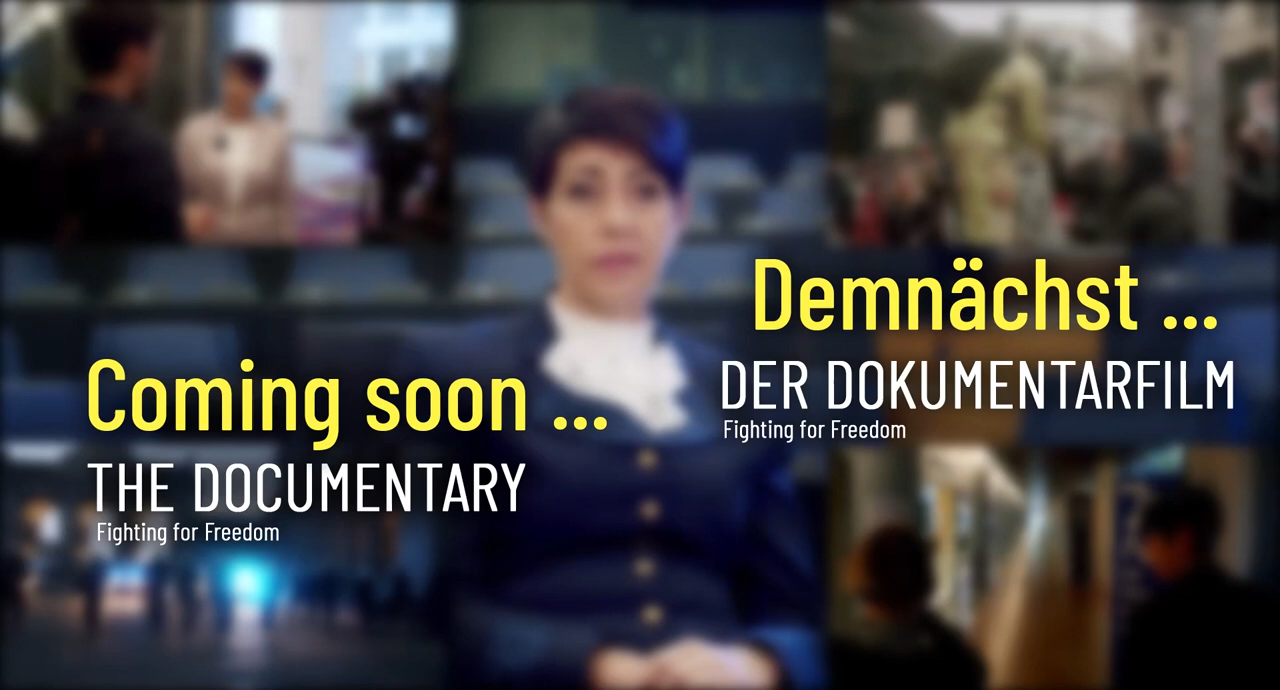 Coming soon ...
THE DOCUMENTARY
Fighting for Freedom
Demnächst ...
DER DOKUMENTARFILM
Fighting for Freedom